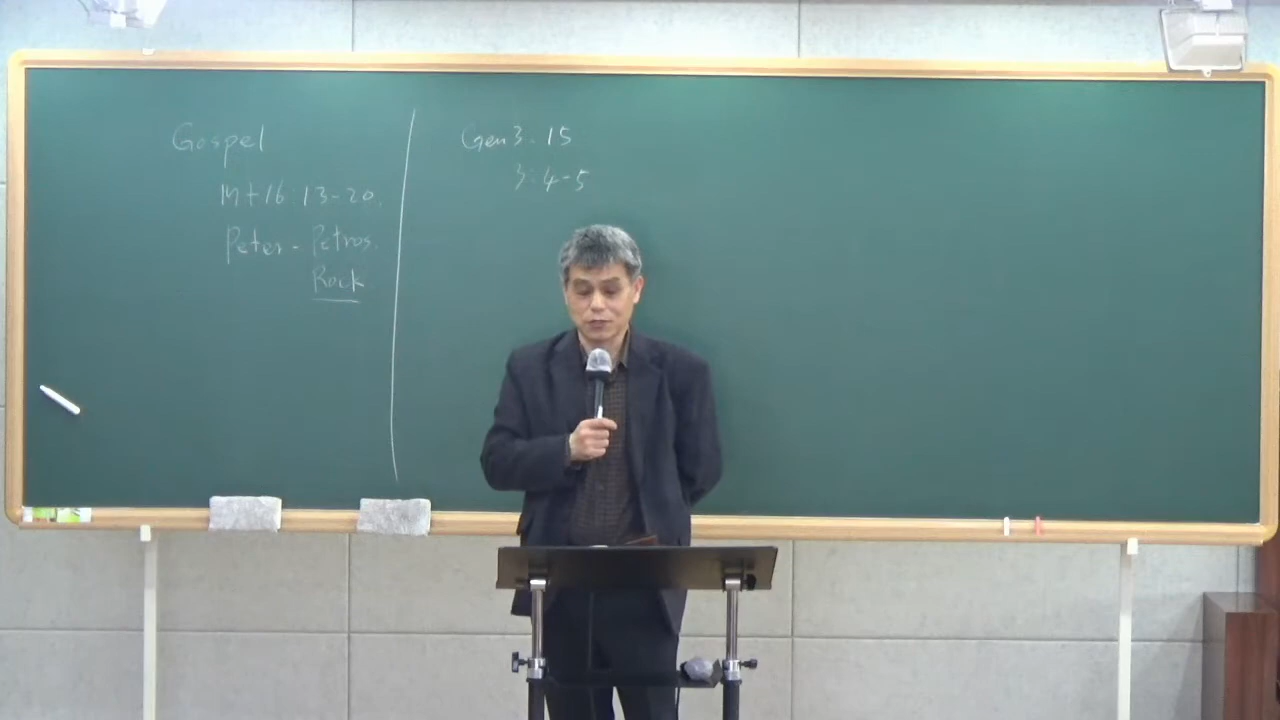 Gospel
Mt 16:13-20,
Peter - Petros.
Rock
Gen 3:15
3:4-5